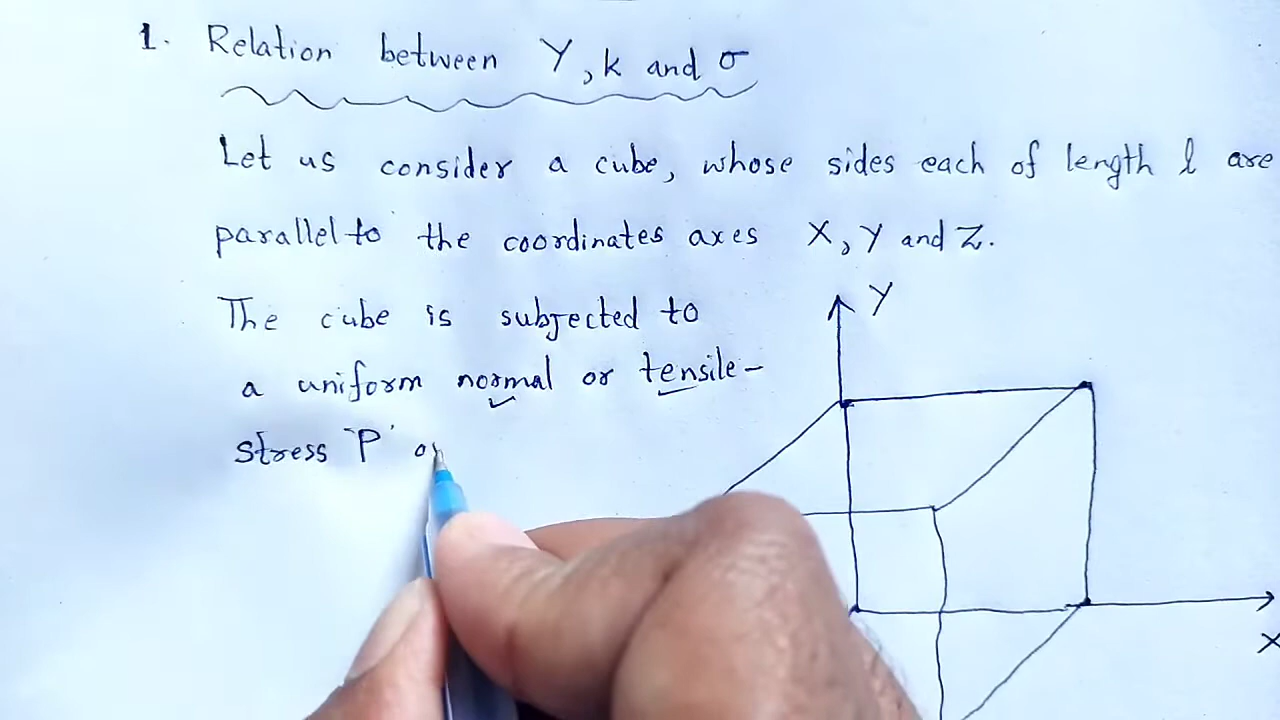 1. Relation between Y, k and σ
Let us consider a cube, whose sides each of length l are
parallel to the coordinates axes X, Y and Z.
The cube is subjected to
a uniform normal or tensile-
stress 'P'
Y
X